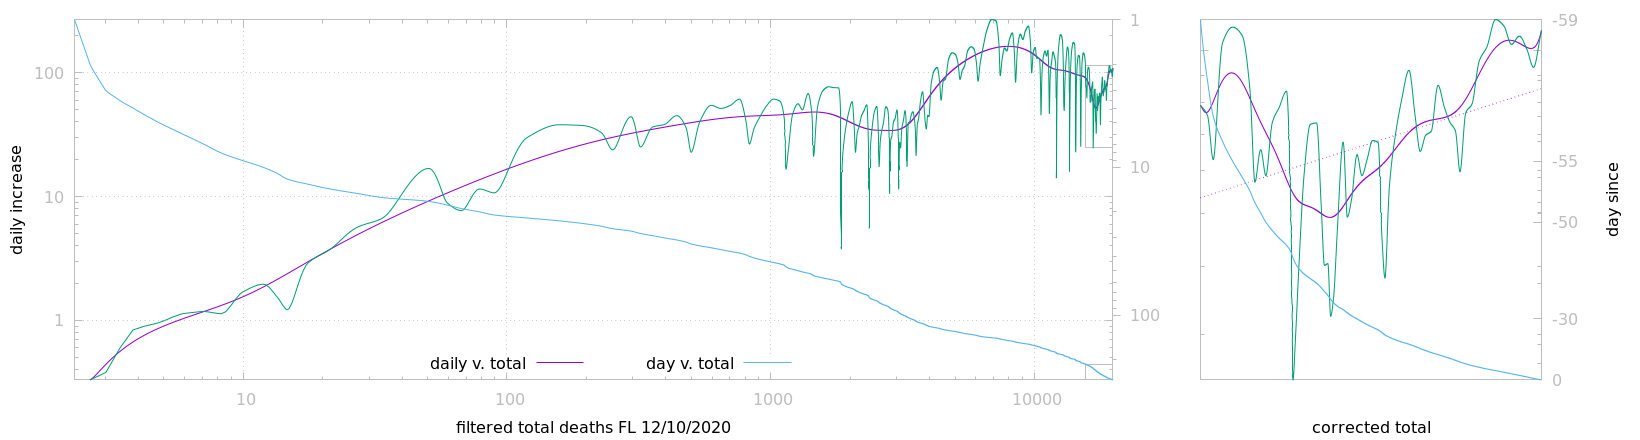 daily increase
100
10
1
10
100
1000
10000
filtered total deaths FL 12/10/2020
daily v. total
day v. total
1
10
100
-59
-55
-50
-30
0
day since
corrected total